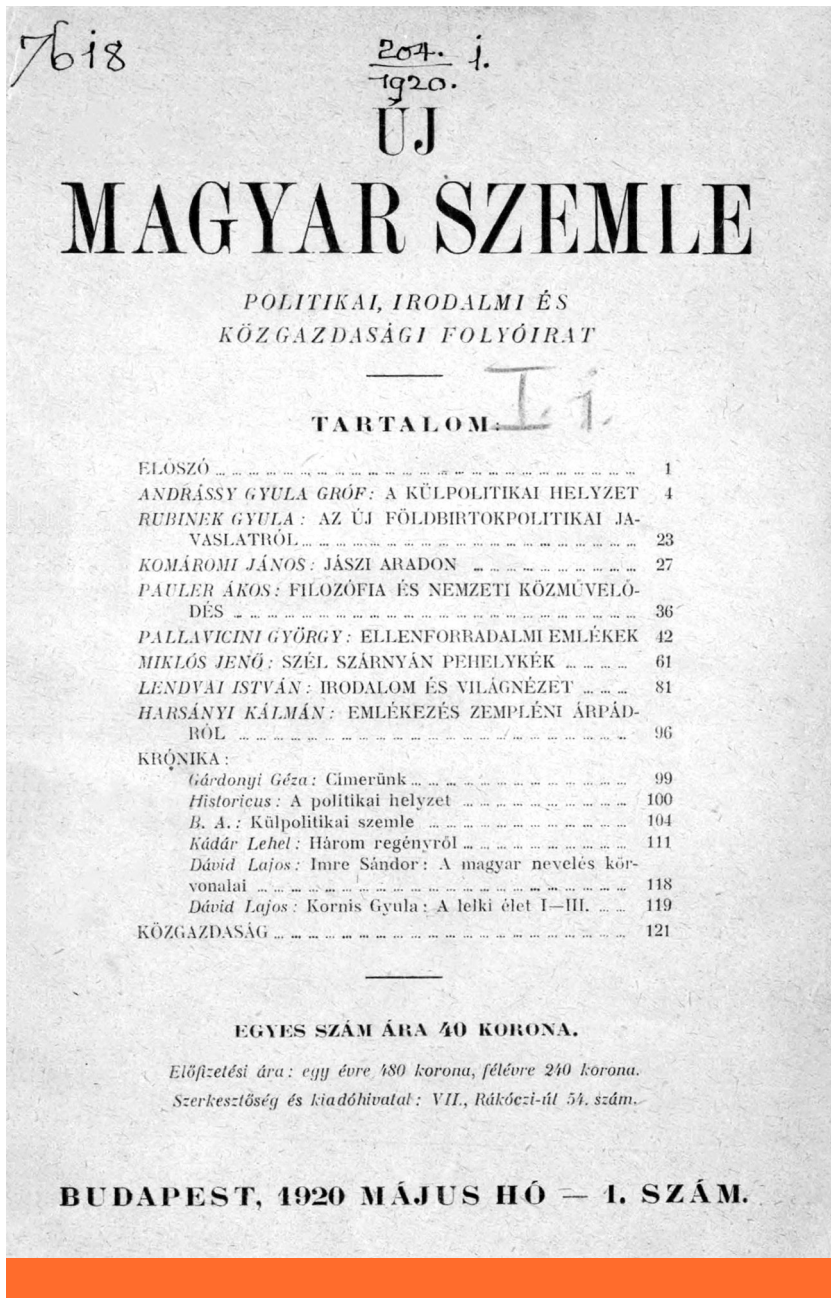 7618
204. i.
1920.
ÚJ
MAGYAR SZEMLE
POLITIKAI, IRODALMI ÉS
KÖZGAZDASÁGI FOLYÓIRAT
I. i.
TARTALOM:
ELŐSZÓ 1
ANDRÁSSY GYULA GRÓF: A KÜLPOLITIKAI HELYZET 4
RUBINEK GYULA: AZ ÚJ FÖLDBIRTOKPOLITIKAI JA-
VASLATRÓL 23
KOMÁROMI JÁNOS: JÁSZI ARADON 27
PAULER ÁKOS: FILOZÓFIA ÉS NEMZETI KÖZMŰVELŐ-
DÉS 36
PALLAVICINI GYÖRGY: ELLENFORRADALMI EMLÉKEK 42
MIKLÓS JENŐ: SZÉL SZÁRNYÁN PEHELYKÉK 61
LENDVAI ISTVÁN: IRODALOM ÉS VILÁGNÉZET 81
HARSÁNYI KÁLMÁN: EMLÉKEZÉS ZEMPLÉNI ÁRPÁD-
RÓL 96
KRÓNIKA:
Gárdonyi Géza: Címerünk 99
Historicus: A politikai helyzet 100
B. A.: Külpolitikai szemle 104
Kádár Lehel: Három regényről 111
Dávid Lajos: Imre Sándor: A magyar nevelés kör-
vonalai 118
Dávid Lajos: Kornis Gyula: A lelki élet I—III. 119
KÖZGAZDASÁG 121
EGYES SZÁM ÁRA 40 KORONA.
Előfizetési ára: egy évre 480 korona, félévre 240 korona.
Szerkesztőség és kiadóhivatal: VII., Rákóczi-út 54. szám.
BUDAPEST, 1920 MÁJUS HÓ — 1. SZÁM.